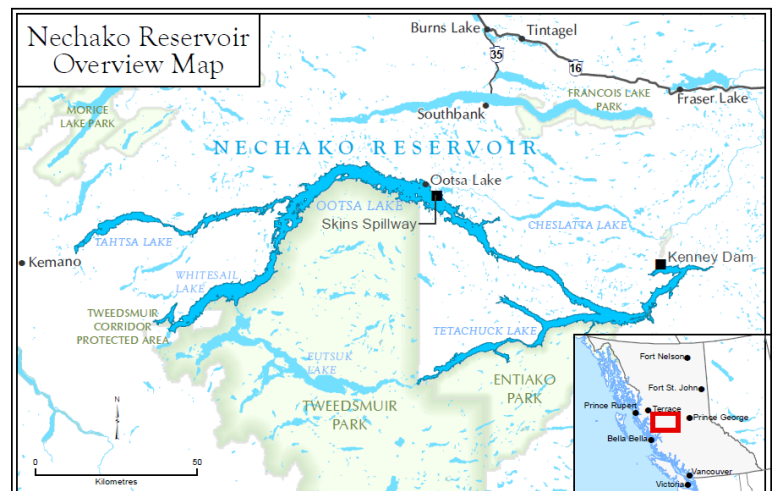 Nechako Reservoir
Overview Map
Burns Lake
Tintagel
35
16
MORICE
LAKE PARK
Southbank
FRANCOIS LAKE
PARK
Fraser Lake
NECHAKO RESERVOIR
Ootsa Lake
OOTSA LAKE
Skins Spillway
CHESLATTA LAKE
TAHTSA LAKE
Kemano
WHITESAIL
LAKE
Kenney Dam
TWEEDSMUIR
CORRIDOR
PROTECTED AREA
TETACHUCK LAKE
EUTSUK
LAKE
ENTIAKO
PARK
TWEEDSMUIR
PARK
N
0
50
Kilometres
Fort Nelson
Fort St. John
Prince Rupert
Terrace
Prince George
Bella Bella
Vancouver
Victoria